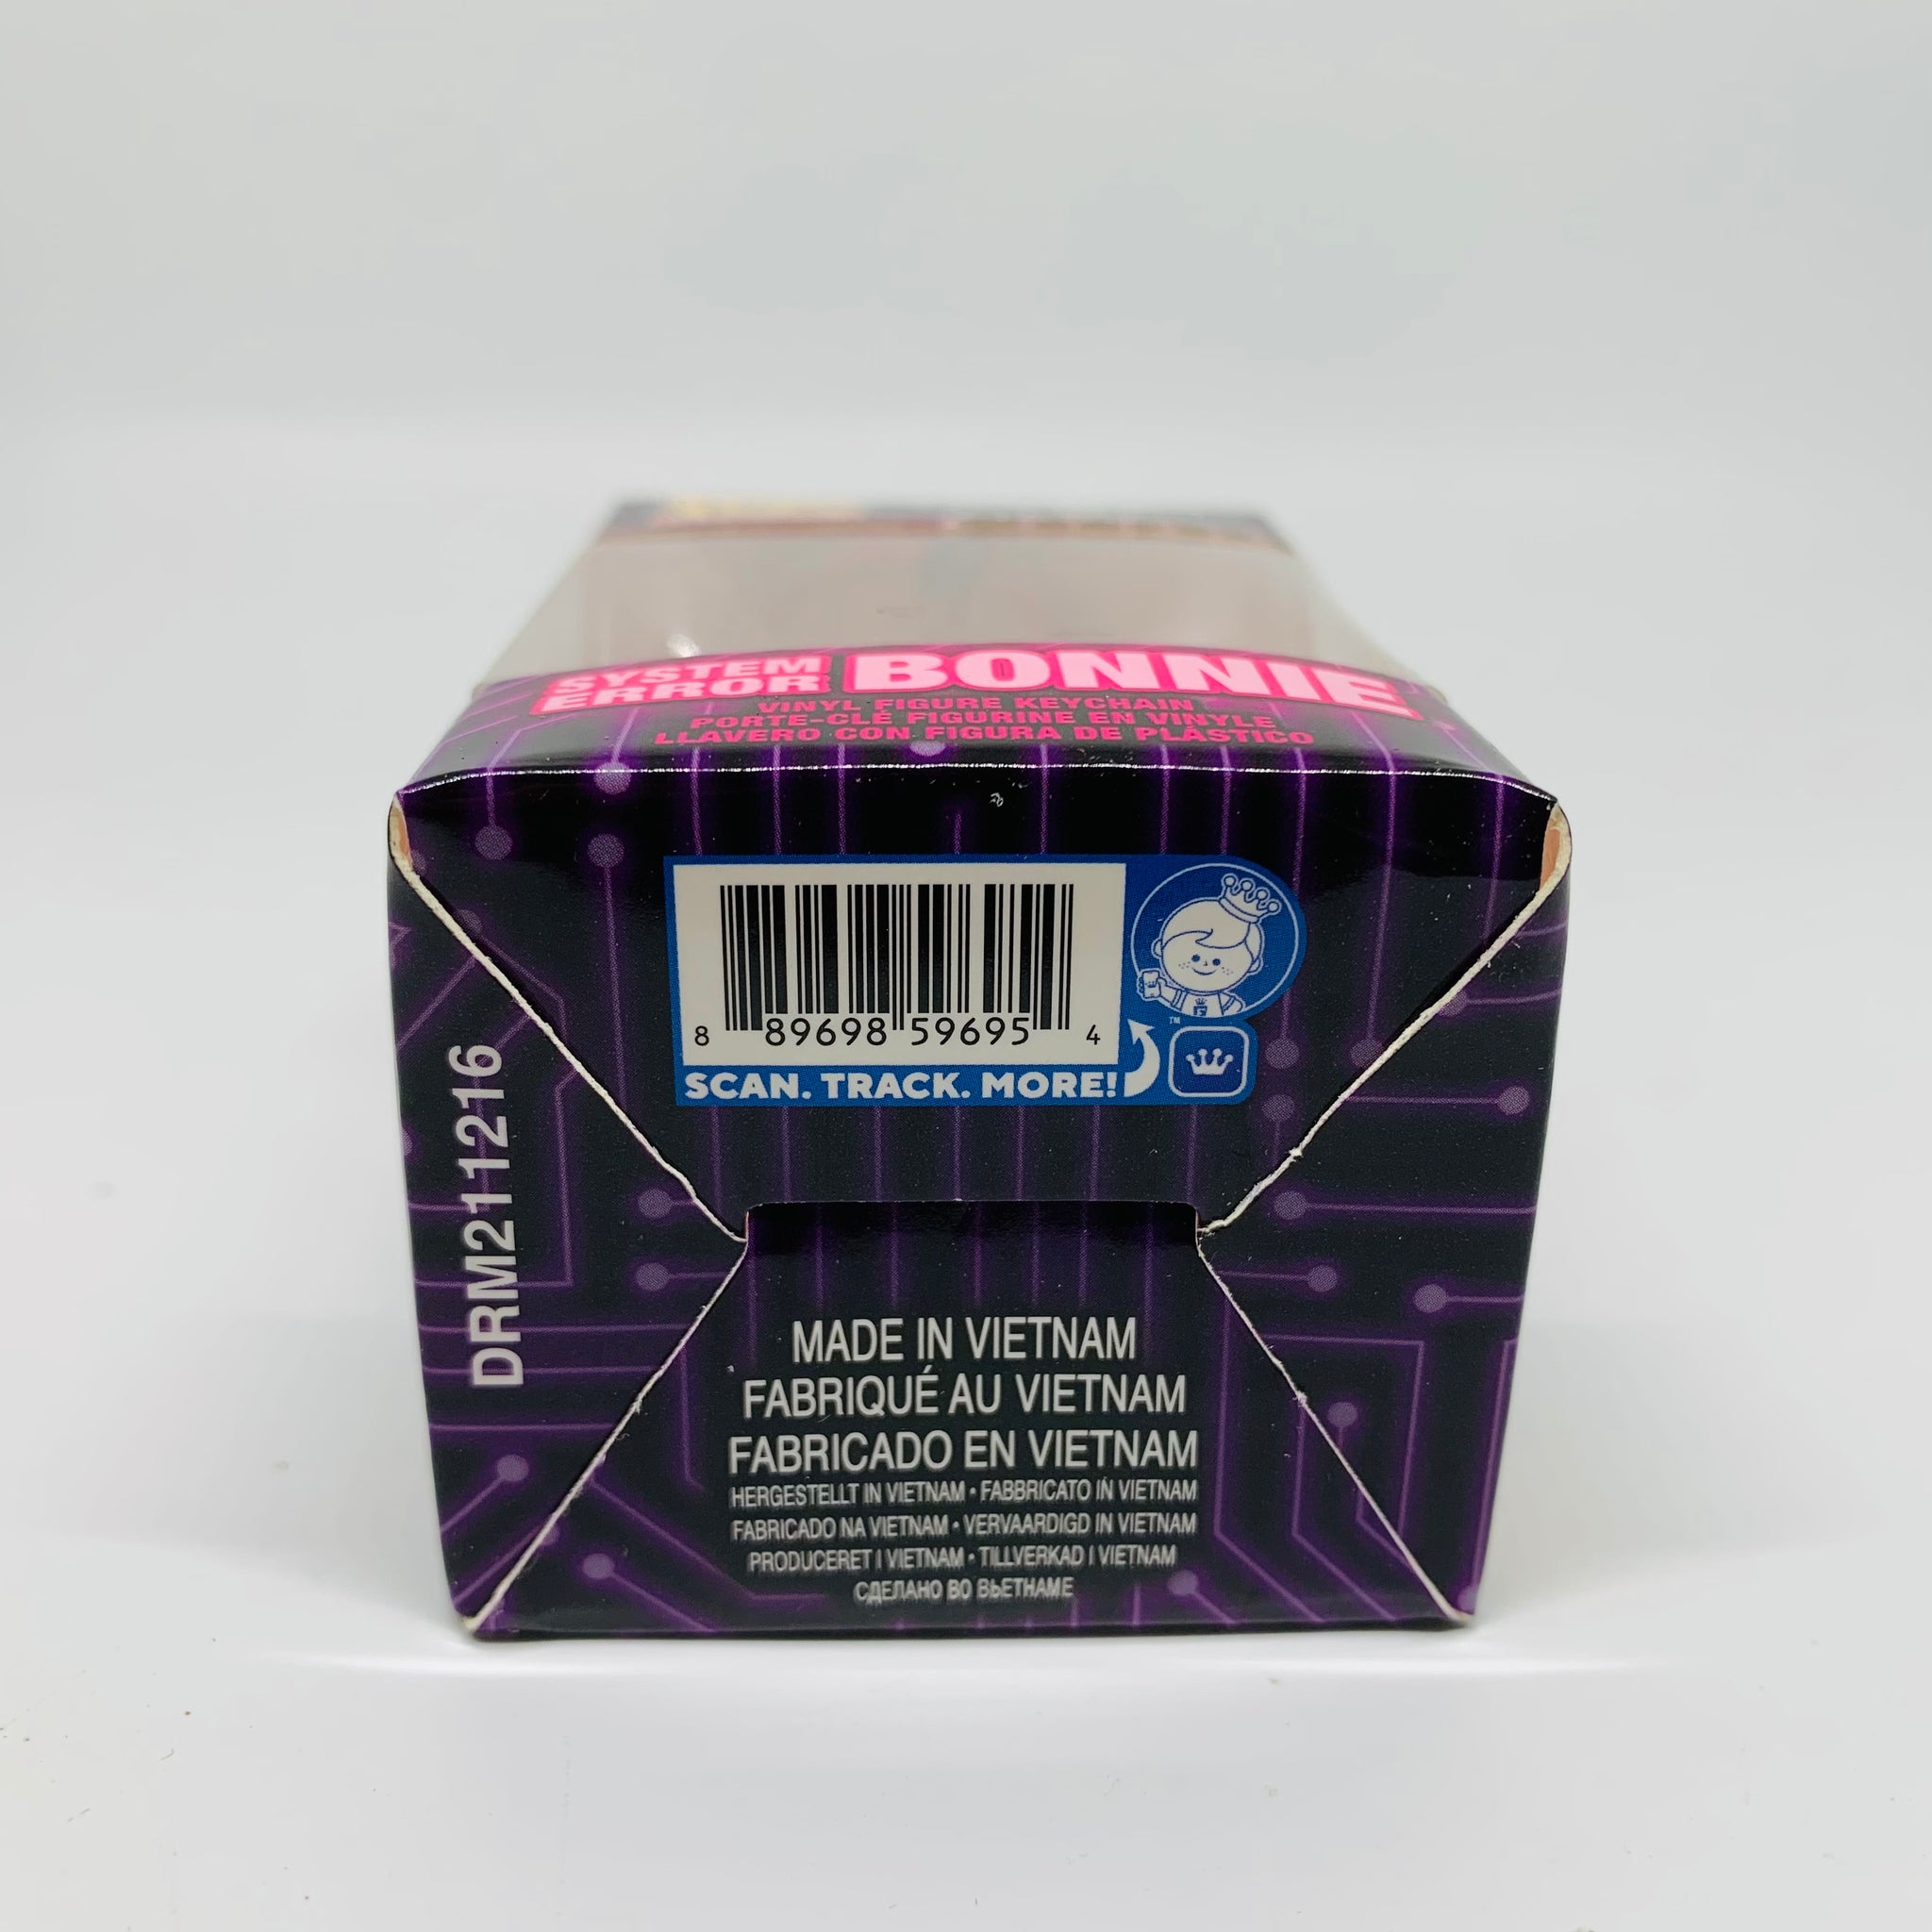 SYSTEM ERROR BONNIE
VINYL FIGURE KEYCHAIN
PORTE-CLÉ FIGURINE EN VINYLE
LLAVERO CON FIGURA DE PLÁSTICO
8 89698 59695 4
SCAN. TRACK. MORE!
TM
DRM211216
MADE IN VIETNAM
FABRIQUÉ AU VIETNAM
FABRICADO EN VIETNAM
HERGESTELLT IN VIETNAM • FABBRICATO IN VIETNAM
FABRICADO NA VIETNAM • VERVAARDIGD IN VIETNAM
PRODUCERET I VIETNAM • TILLVERKAD I VIETNAM
СДЕЛАНО ВО ВЬЕТНАМЕ